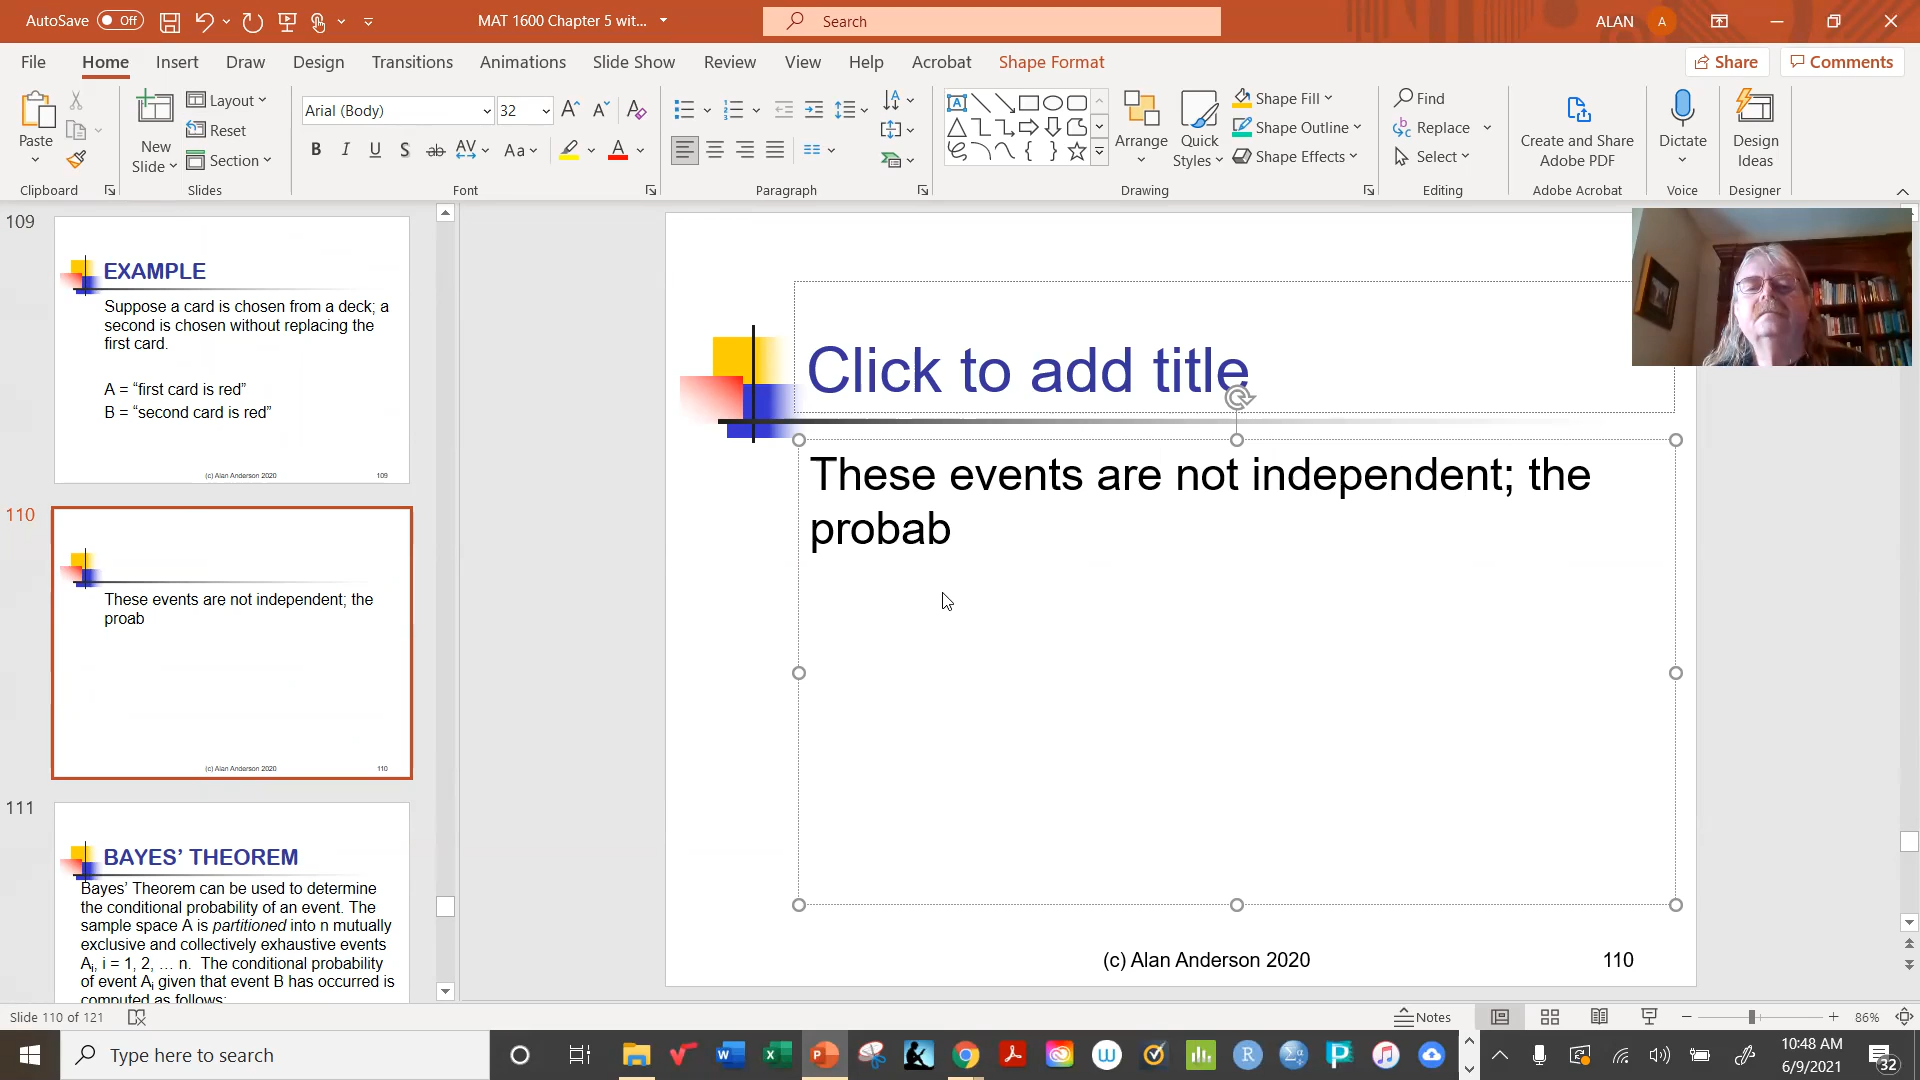 AutoSave Off MAT 1600 Chapter 5 wit... Search ALAN A
File Home Insert Draw Design Transitions Animations Slide Show Review View Help Acrobat Shape Format Share Comments
Paste
Clipboard
New
Slide
Layout
Reset
Section
Slides
Arial (Body) 32
B I U S ab AV Aa A
Font
Paragraph
Arrange
Quick
Styles
Shape Fill
Shape Outline
Shape Effects
Drawing
Find
Replace
Select
Editing
Create and Share
Adobe PDF
Adobe Acrobat
Dictate
Voice
Design
Ideas
Designer
109
EXAMPLE
Suppose a card is chosen from a deck; a
second is chosen without replacing the
first card.
A = “first card is red”
B = “second card is red”
(c) Alan Anderson 2020 109
110
These events are not independent; the
proab
(c) Alan Anderson 2020 110
111
BAYES’ THEOREM
Bayes’ Theorem can be used to determine
the conditional probability of an event. The
sample space A is partitioned into n mutually
exclusive and collectively exhaustive events
Ai, i = 1, 2, … n. The conditional probability
of event Ai given that event B has occurred is
computed as follows:
Click to add title
These events are not independent; the
probab
(c) Alan Anderson 2020 110
Slide 110 of 121 Notes 86%
Type here to search
10:48 AM
6/9/2021
32